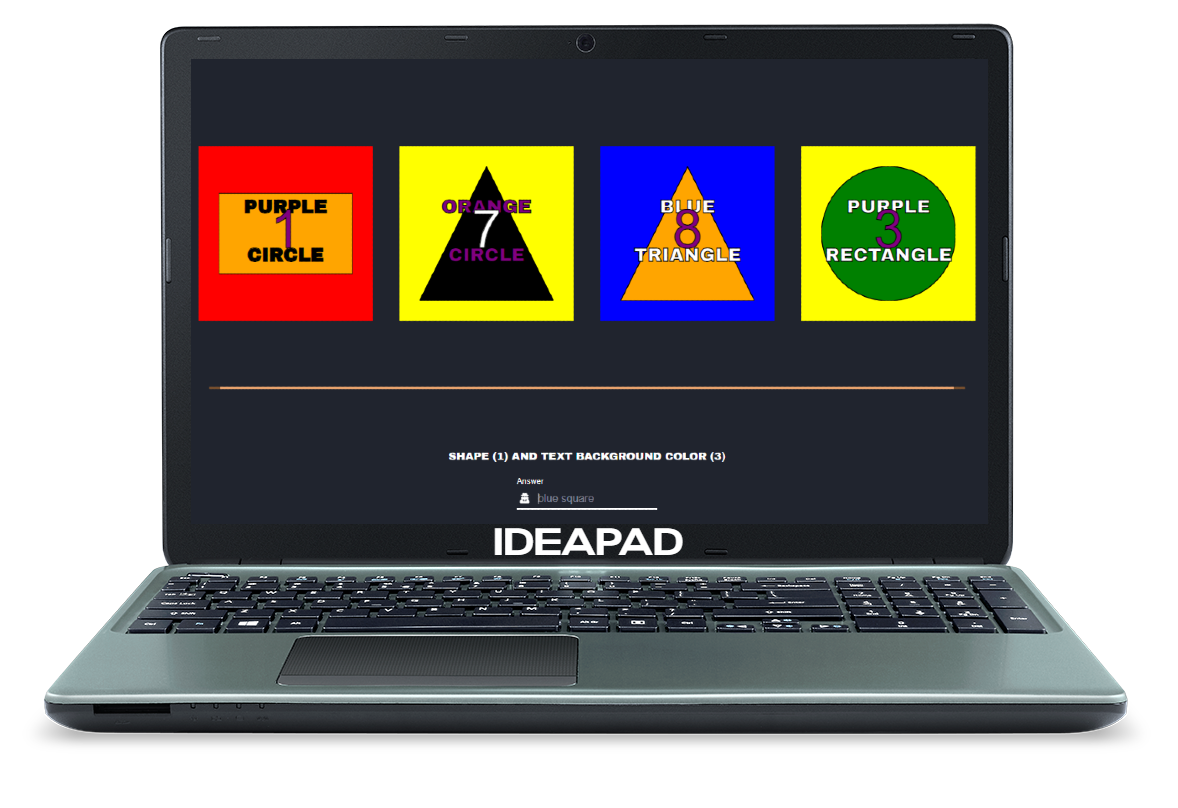 PURPLE
1
CIRCLE
ORANGE
7
CIRCLE
BLUE
8
TRIANGLE
PURPLE
3
RECTANGLE
SHAPE (1) AND TEXT BACKGROUND COLOR (3)
Answer
blue square
IDEAPAD